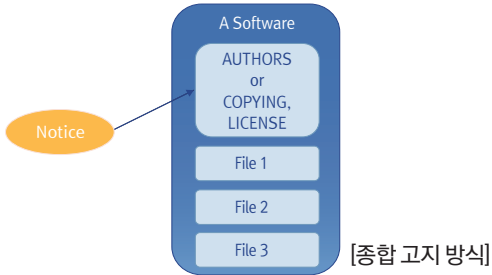 A Software
AUTHORS
or
COPYING,
LICENSE
Notice
File 1
File 2
File 3
[종합 고지 방식]